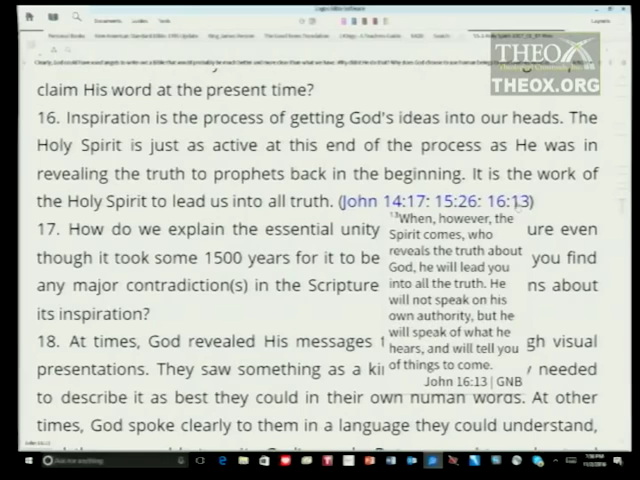 Logos Bible Software
Documents Guides Tools
Layouts
THEOX
THEOX.ORG
claim His word at the present time?
16. Inspiration is the process of getting God's ideas into our heads. The
Holy Spirit is just as active at this end of the process as He was in
revealing the truth to prophets back in the beginning. It is the work of
the Holy Spirit to lead us into all truth. (John 14:17: 15:26: 16:13)
17. How do we explain the essential unity ure even
though it took some 1500 years for it to be you find
any major contradiction(s) in the Scripture ns about
its inspiration?
13When, however, the
Spirit comes, who
reveals the truth about
God, he will lead you
into all the truth. He
will not speak on his
own authority, but he
will speak of what he
hears, and will tell you
of things to come.
John 16:13 | GNB
18. At times, God revealed His messages gh visual
presentations. They saw something as a kin needed
to describe it as best they could in their own human words. At other
times, God spoke clearly to them in a language they could understand,
Ask me anything